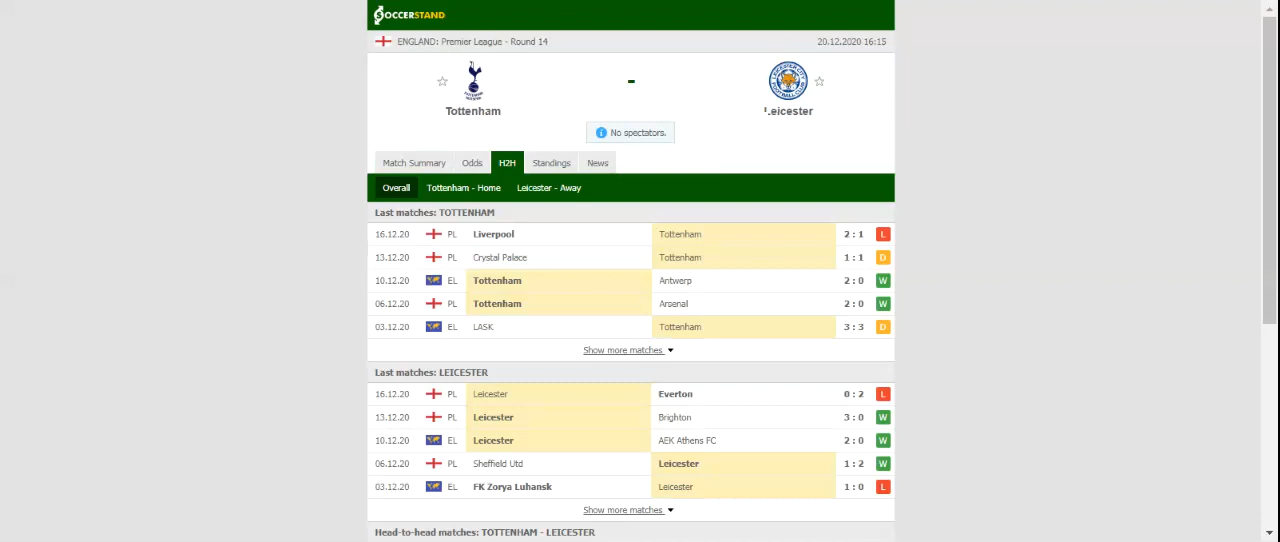 SOCCERSTAND
ENGLAND: Premier League - Round 14 20.12.2020 16:15
-
Tottenham Leicester
No spectators.
Match Summary Odds H2H Standings News
Overall Tottenham - Home Leicester - Away
Last matches: TOTTENHAM
16.12.20 PL Liverpool Tottenham 2 : 1 L
13.12.20 PL Crystal Palace Tottenham 1 : 1 D
10.12.20 EL Tottenham Antwerp 2 : 0 W
06.12.20 PL Tottenham Arsenal 2 : 0 W
03.12.20 EL LASK Tottenham 3 : 3 D
Show more matches
Last matches: LEICESTER
16.12.20 PL Leicester Everton 0 : 2 L
13.12.20 PL Leicester Brighton 3 : 0 W
10.12.20 EL Leicester AEK Athens FC 2 : 0 W
06.12.20 PL Sheffield Utd Leicester 1 : 2 W
03.12.20 EL FK Zorya Luhansk Leicester 1 : 0 L
Show more matches
Head-to-head matches: TOTTENHAM - LEICESTER